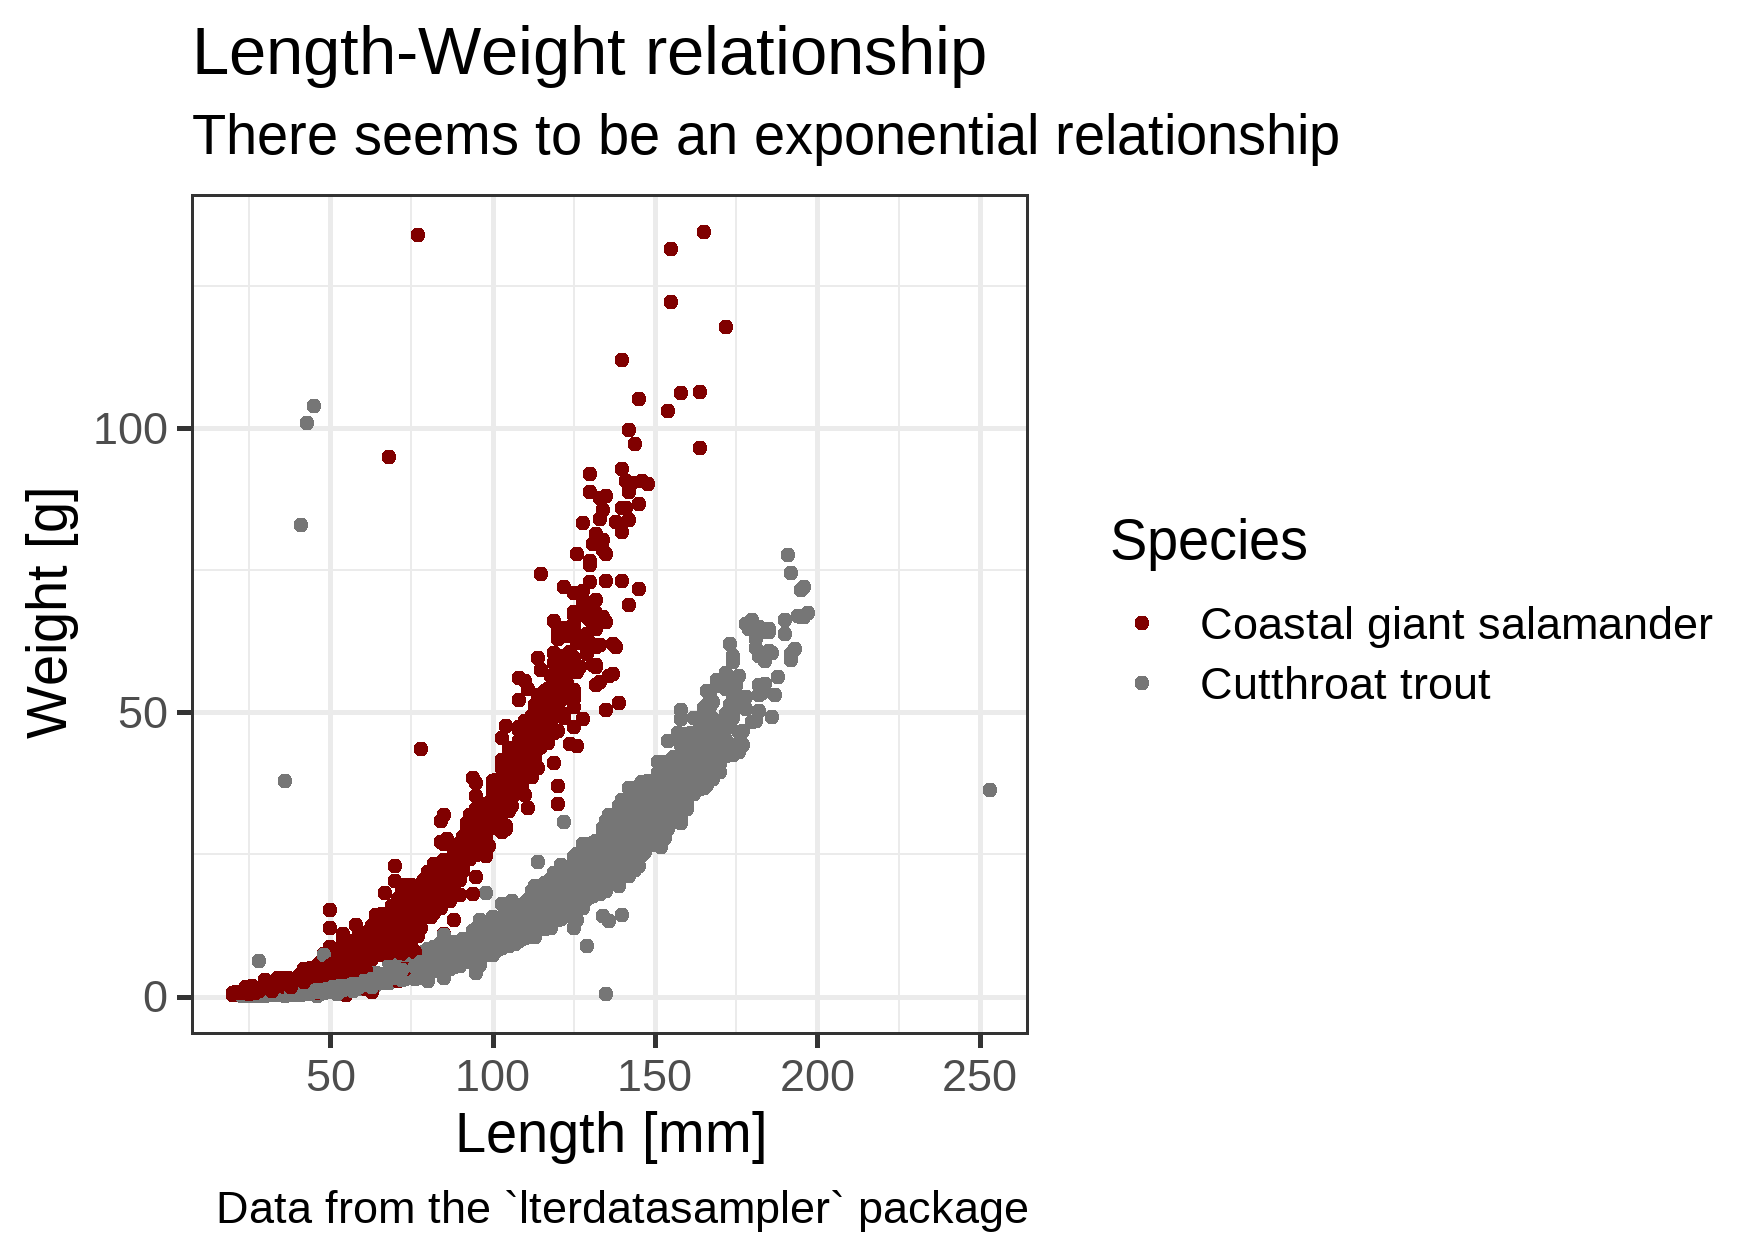 Length-Weight relationship
There seems to be an exponential relationship
Weight [g]
100
50
0
50 100 150 200 250
Length [mm]
Species
Coastal giant salamander
Cutthroat trout
Data from the `lterdatasampler` package